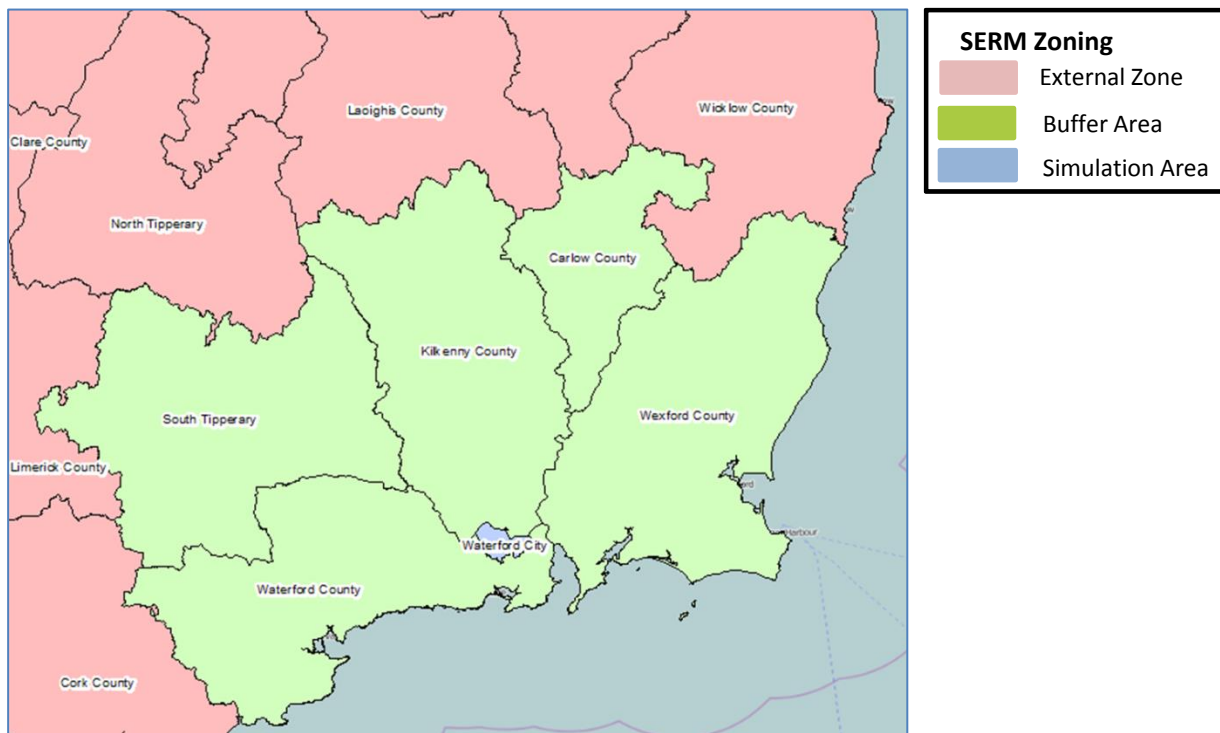 SERM Zoning
External Zone
Buffer Area
Simulation Area
Laoighis County
Wicklow County
Clare County
North Tipperary
Carlow County
Kilkenny County
South Tipperary
Wexford County
Limerick County
Waterford City
Waterford County
Cork County
Harbour